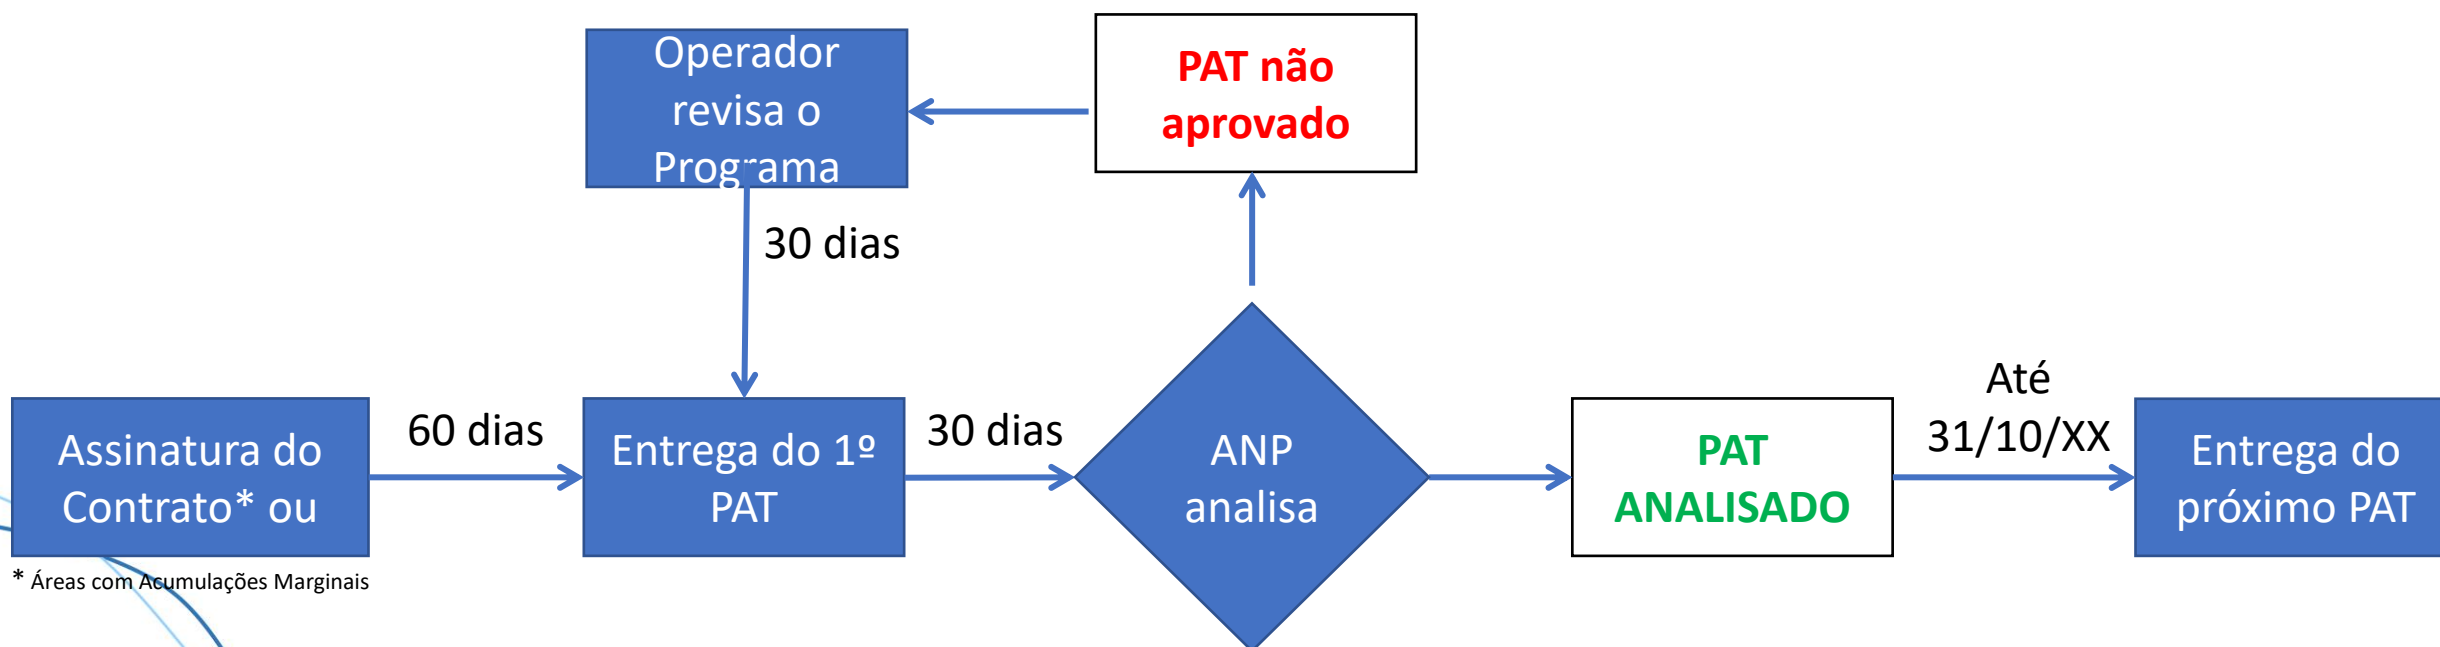 Operador
revisa o
Programa
PAT não
aprovado
30 dias
Assinatura do
Contrato* ou
60 dias
Entrega do 1º
PAT
30 dias
ANP
analisa
PAT
ANALISADO
Até
31/10/XX
Entrega do
próximo PAT
* Áreas com Acumulações Marginais